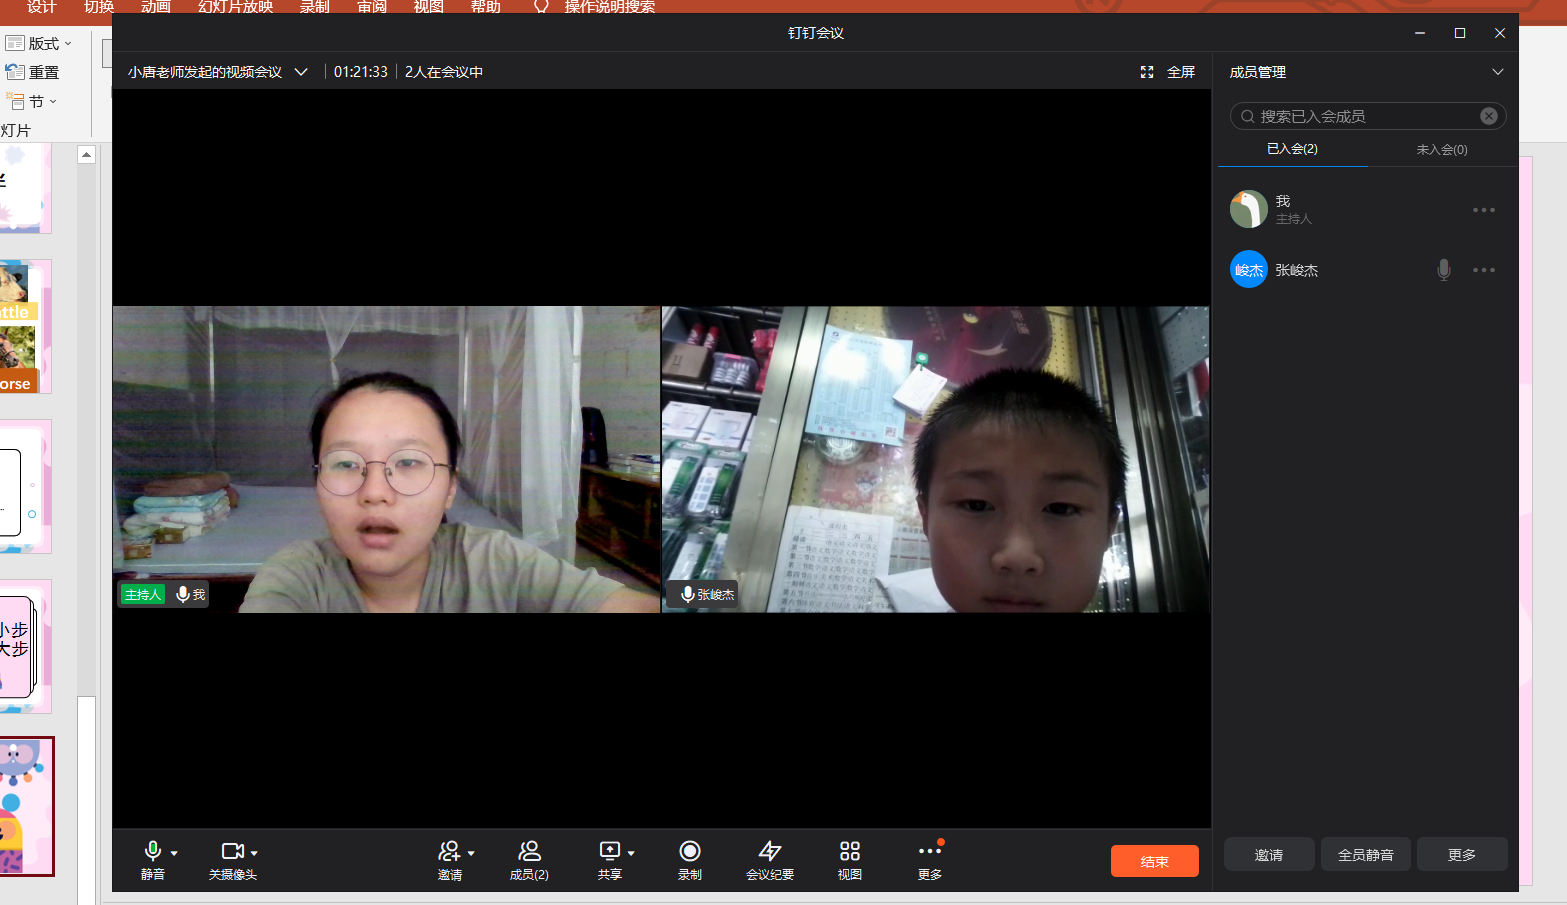 设计 切换 动画 幻灯片放映 录制 审阅 视图 帮助 操作说明搜索
版式
重置
节
灯片
ttle
orse
小步
大步
钉钉会议
小唐老师发起的视频会议 01:21:33 2人在会议中 全屏
主持人 我
张峻杰
成员管理
搜索已入会成员
已入会(2) 未入会(0)
我
主持人
峻杰 张峻杰
静音 关摄像头 邀请 成员(2) 共享 录制 会议纪要 视图 更多 结束
邀请 全员静音 更多